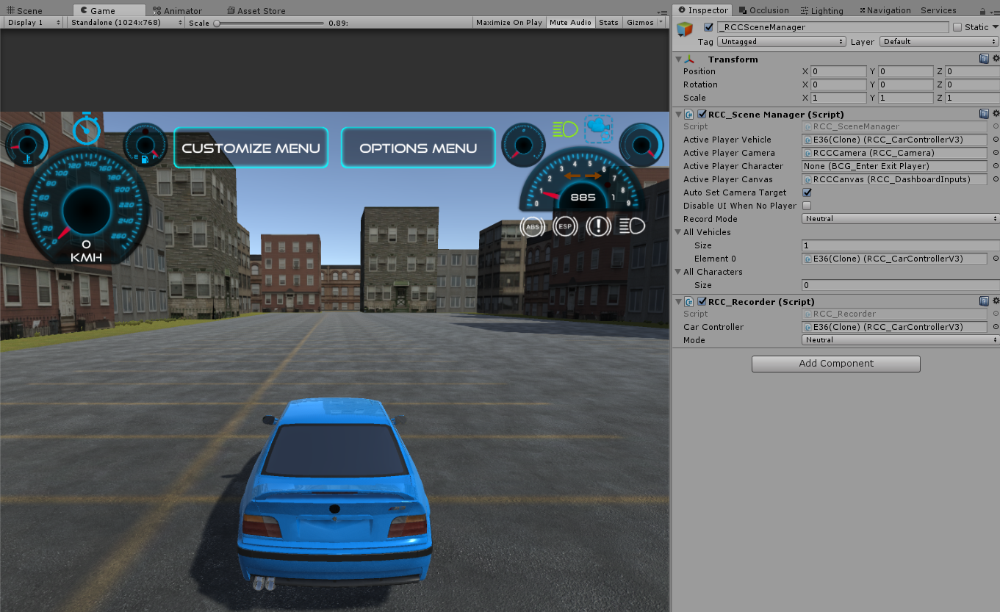 Scene Game Animator Asset Store
Display 1 Standalone (1024x768) Scale 0.89: Maximize On Play Mute Audio Stats Gizmos
CUSTOMIZE MENU OPTIONS MENU
E F
0 20 40 60 80 100 120 140 160 180 200 220 240 260
0
KMH
0 1 2 3 4 5 6 7 8 9
885 1
ABS ESP !
Inspector Occlusion Lighting Navigation Services
_RCCSceneManager Static
Tag Untagged Layer Default
Transform
Position X 0 Y 0 Z 0
Rotation X 0 Y 0 Z 0
Scale X 1 Y 1 Z 1
RCC_Scene Manager (Script)
Script RCC_SceneManager
Active Player Vehicle E36(Clone) (RCC_CarControllerV3)
Active Player Camera RCCCamera (RCC_Camera)
Active Player Character None (BCG_Enter Exit Player)
Active Player Canvas RCCCanvas (RCC_DashboardInputs)
Auto Set Camera Target
Disable UI When No Player
Record Mode Neutral
All Vehicles
Size 1
Element 0 E36(Clone) (RCC_CarControllerV3)
All Characters
Size 0
RCC_Recorder (Script)
Script RCC_Recorder
Car Controller E36(Clone) (RCC_CarControllerV3)
Mode Neutral
Add Component